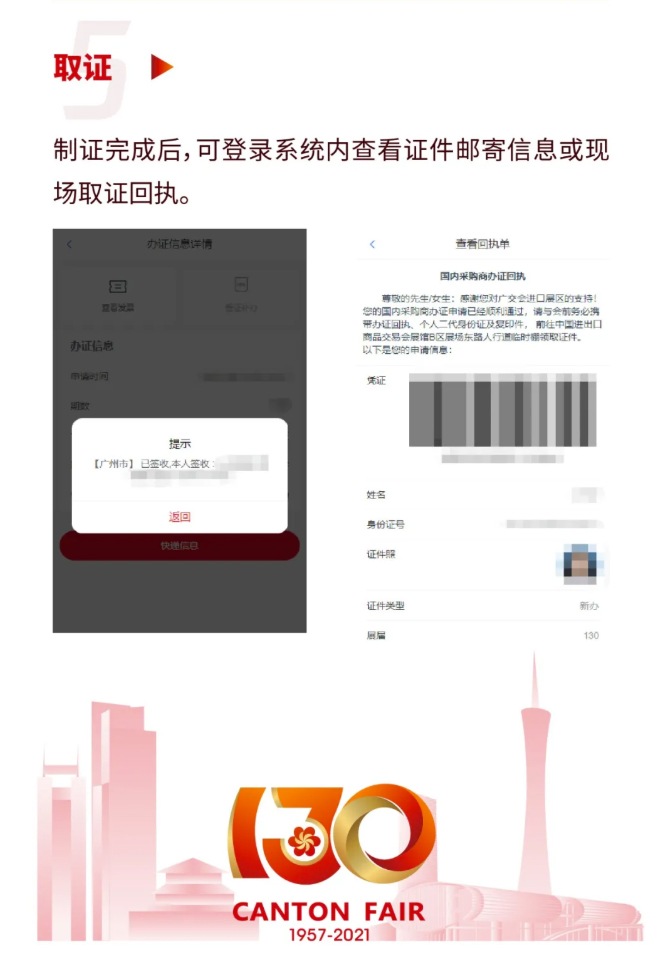 5
取证
制证完成后,可登录系统内查看证件邮寄信息或现
场取证回执。
办证信息详情
查看发票
办证信息
申请时间
期数
提示
【广州市】 已签收,本人签收:
返回
快递信息
查看回执单
国内采购商办证回执
尊敬的先生/女生: 感谢您对广交会进口展区的支持!
您的国内采购商办证申请已经顺利通过, 请与会前务必携
带办证回执、个人二代身份证及复印件, 前往中国进出口
商品交易会展馆B区展场东路人行道临时棚领取证件。
以下是您的申请信息:
凭证
姓名
身份证号
证件照
证件类型 新办
届届 130
130
CANTON FAIR
1957-2021